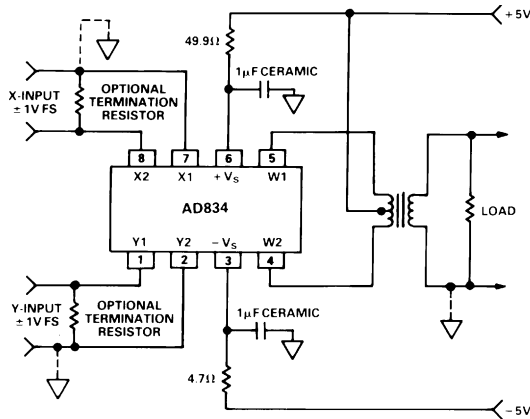 +5V
49.9Ω
1μF CERAMIC
X-INPUT
± 1V FS
OPTIONAL
TERMINATION
RESISTOR
8 7 6 5
X2 X1 +VS W1
AD834
LOAD
Y1 Y2 −VS W2
1 2 3 4
Y-INPUT
± 1V FS
OPTIONAL
TERMINATION
RESISTOR
1μF CERAMIC
4.7Ω
−5V